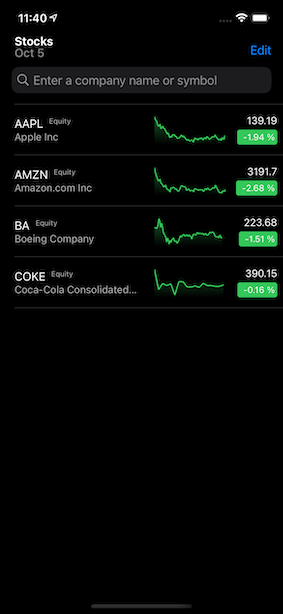 11:40
Stocks
Oct 5
Edit
Enter a company name or symbol
AAPL Equity
139.19
Apple Inc
-1.94 %
AMZN Equity
3191.7
Amazon.com Inc
-2.68 %
BA Equity
223.68
Boeing Company
-1.51 %
COKE Equity
390.15
Coca-Cola Consolidated...
-0.16 %